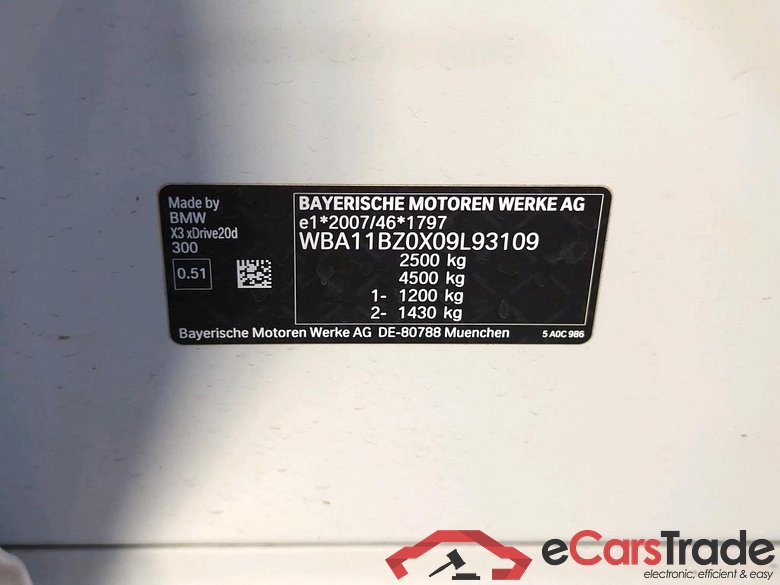 Made by
BMW
X3 xDrive20d
300
0.51
BAYERISCHE MOTOREN WERKE AG
e1*2007/46*1797
WBA11BZ0X09L93109
2500 kg
4500 kg
1- 1200 kg
2- 1430 kg
Bayerische Motoren Werke AG DE-80788 Muenchen
5 A0C 986
eCarsTrade
electronic, efficient & easy